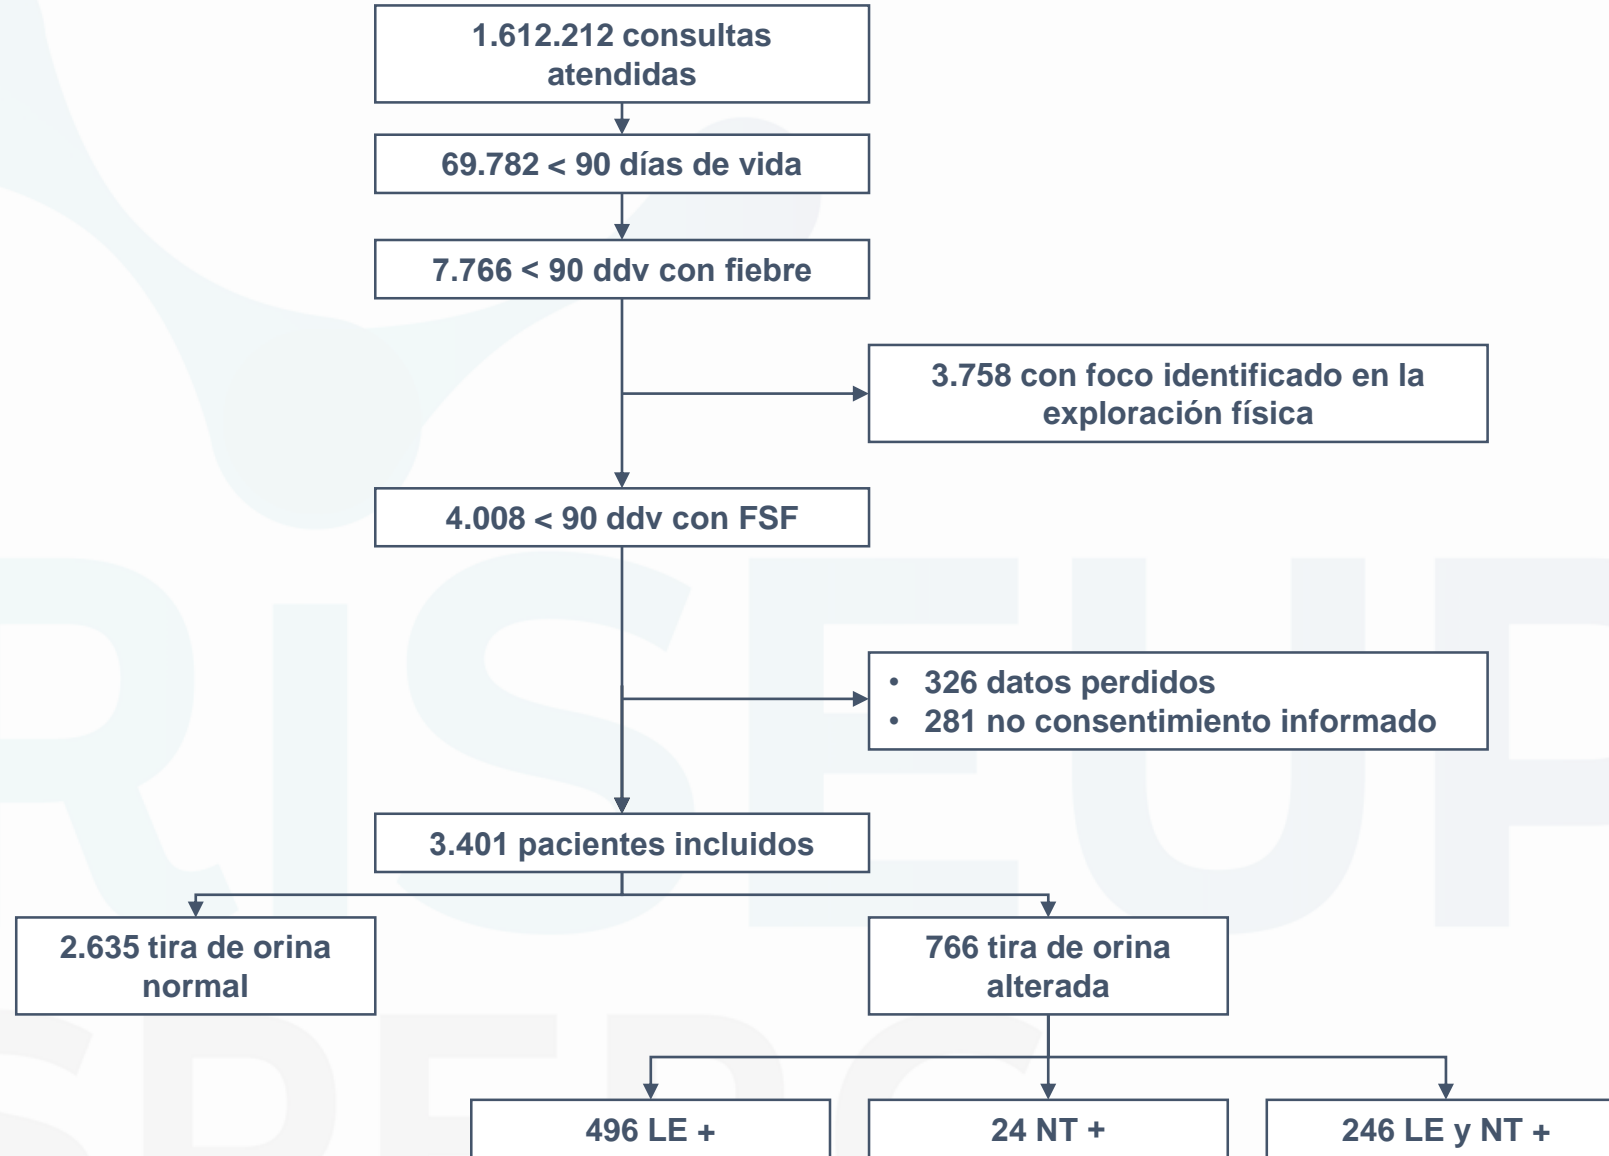 1.612.212 consultas
atendidas
69.782 < 90 días de vida
7.766 < 90 ddv con fiebre
3.758 con foco identificado en la
exploración física
4.008 < 90 ddv con FSF
• 326 datos perdidos
• 281 no consentimiento informado
3.401 pacientes incluidos
2.635 tira de orina
normal
766 tira de orina
alterada
496 LE +
24 NT +
246 LE y NT +
RiSEUP
SPERG